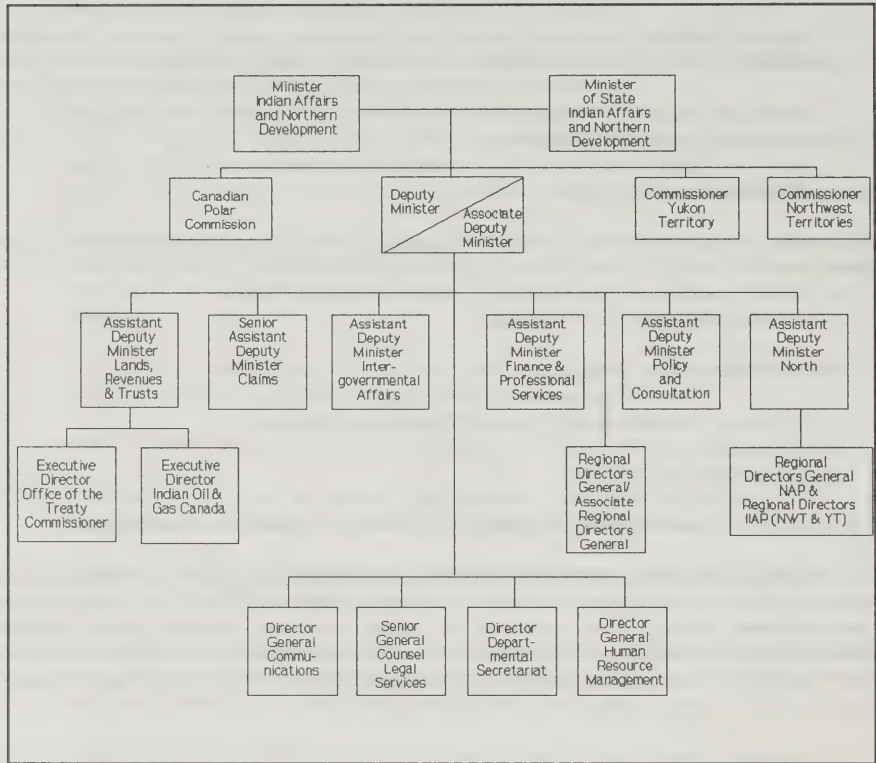 Minister
Indian Affairs
and Northern
Development
Minister
of State
Indian Affairs
and Northern
Development
Canadian
Polar
Commission
Deputy
Minister
Associate
Deputy
Minister
Commissioner
Yukon
Territory
Commissioner
Northwest
Territories
Assistant
Deputy
Minister
Lands,
Revenues
& Trusts
Senior
Assistant
Deputy
Minister
Claims
Assistant
Deputy
Minister
Inter-
governmental
Affairs
Assistant
Deputy
Minister
Finance &
Professional
Services
Assistant
Deputy
Minister
Policy
and
Consultation
Assistant
Deputy
Minister
North
Executive
Director
Office of the
Treaty
Commissioner
Executive
Director
Indian Oil &
Gas Canada
Regional
Directors
General/
Associate
Regional
Directors
General
Regional
Directors General
NAP &
Regional Directors
IIAP (NWT & YT)
Director
General
Commu-
nications
Senior
General
Counsel
Legal
Services
Director
Depart-
mental
Secretariat
Director
General
Human
Resource
Management